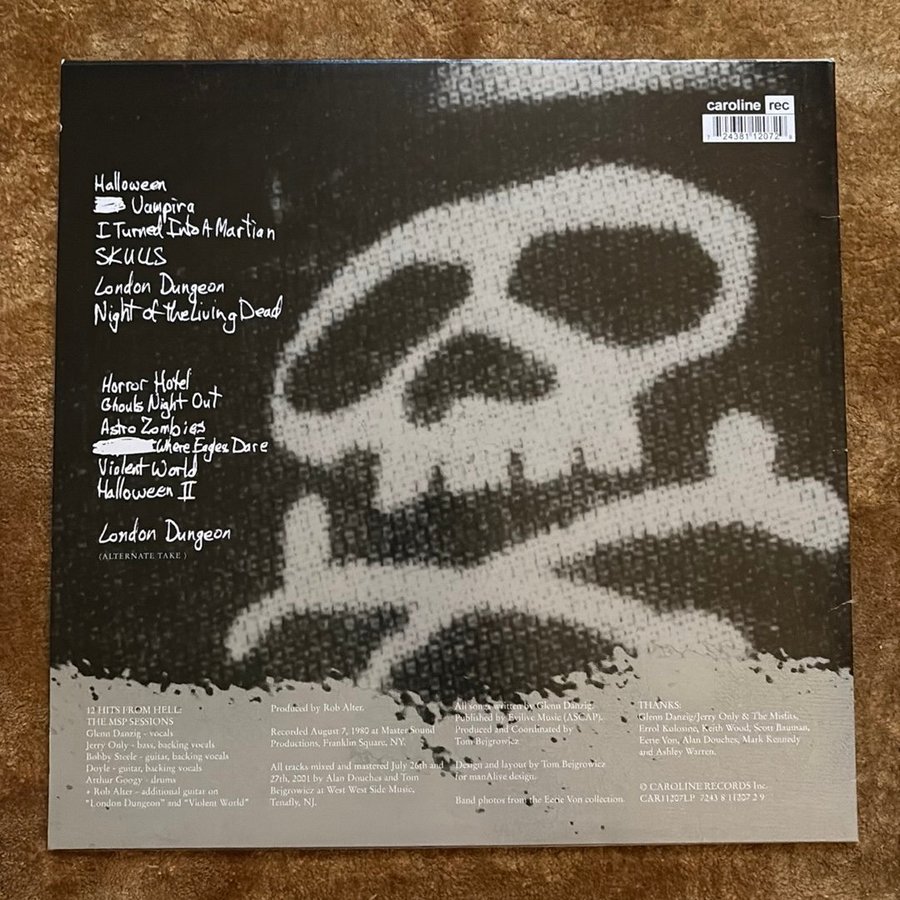 caroline rec
7 24381 12072 9
Halloween
Vampira
I Turned Into A Martian
SKULLS
London Dungeon
Night of the Living Dead
Horror Hotel
Ghouls Night Out
Astro Zombies
Where Eagles Dare
Violent World
Halloween II
London Dungeon
(ALTERNATE TAKE)
12 HITS FROM HELL:
THE MSP SESSIONS
Glenn Danzig - vocals
Jerry Only - bass, backing vocals
Bobby Steele - guitar, backing vocals
Doyle - guitar, backing vocals
Arthur Googy - drums
+ Rob Alter - additional guitar on
"London Dungeon" and "Violent World"
Produced by Rob Alter.
Recorded August 7, 1980 at Master Sound
Productions, Franklin Square, NY.
All tracks mixed and mastered July 26th and
27th, 2001 by Alan Douches and Tom
Bejgrowicz at West West Side Music,
Tenafly, NJ.
All songs written by Glenn Danzig.
Published by Evilive Music (ASCAP).
Produced and Coordinated by
Tom Bejgrowicz
Design and layout by Tom Bejgrowicz
for manAlive design.
Band photos from the Eerie Von collection.
THANKS:
Glenn Danzig/Jerry Only & The Misfits,
Errol Kolosine, Keith Wood, Scott Bauman,
Eerie Von, Alan Douches, Mark Kennedy
and Ashley Warren.
© CAROLINE RECORDS Inc.
CAR11207LP 7243 8 11207 2 9